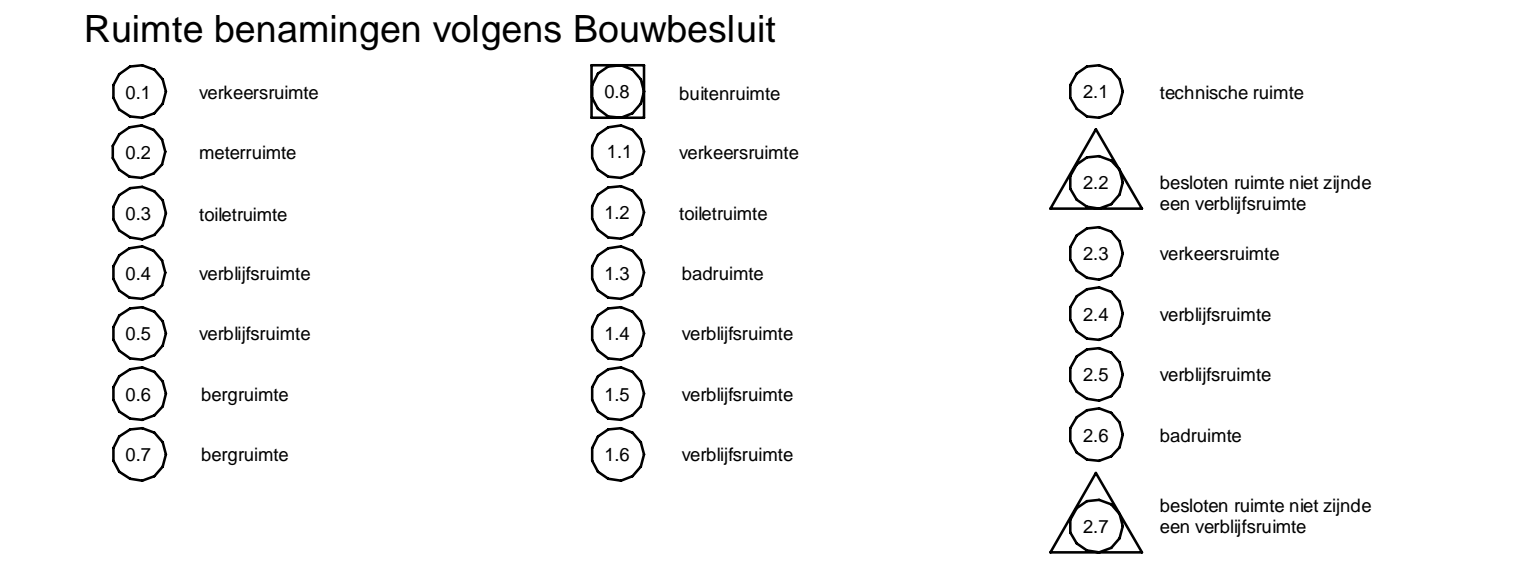 Ruimte benamingen volgens Bouwbesluit
0.1 verkeersruimte
0.2 meterruimte
0.3 toiletruimte
0.4 verblijfsruimte
0.5 verblijfsruimte
0.6 bergruimte
0.7 bergruimte
0.8 buitenruimte
1.1 verkeersruimte
1.2 toiletruimte
1.3 badruimte
1.4 verblijfsruimte
1.5 verblijfsruimte
1.6 verblijfsruimte
2.1 technische ruimte
2.2 besloten ruimte niet zijnde
een verblijfsruimte
2.3 verkeersruimte
2.4 verblijfsruimte
2.5 verblijfsruimte
2.6 badruimte
2.7 besloten ruimte niet zijnde
een verblijfsruimte